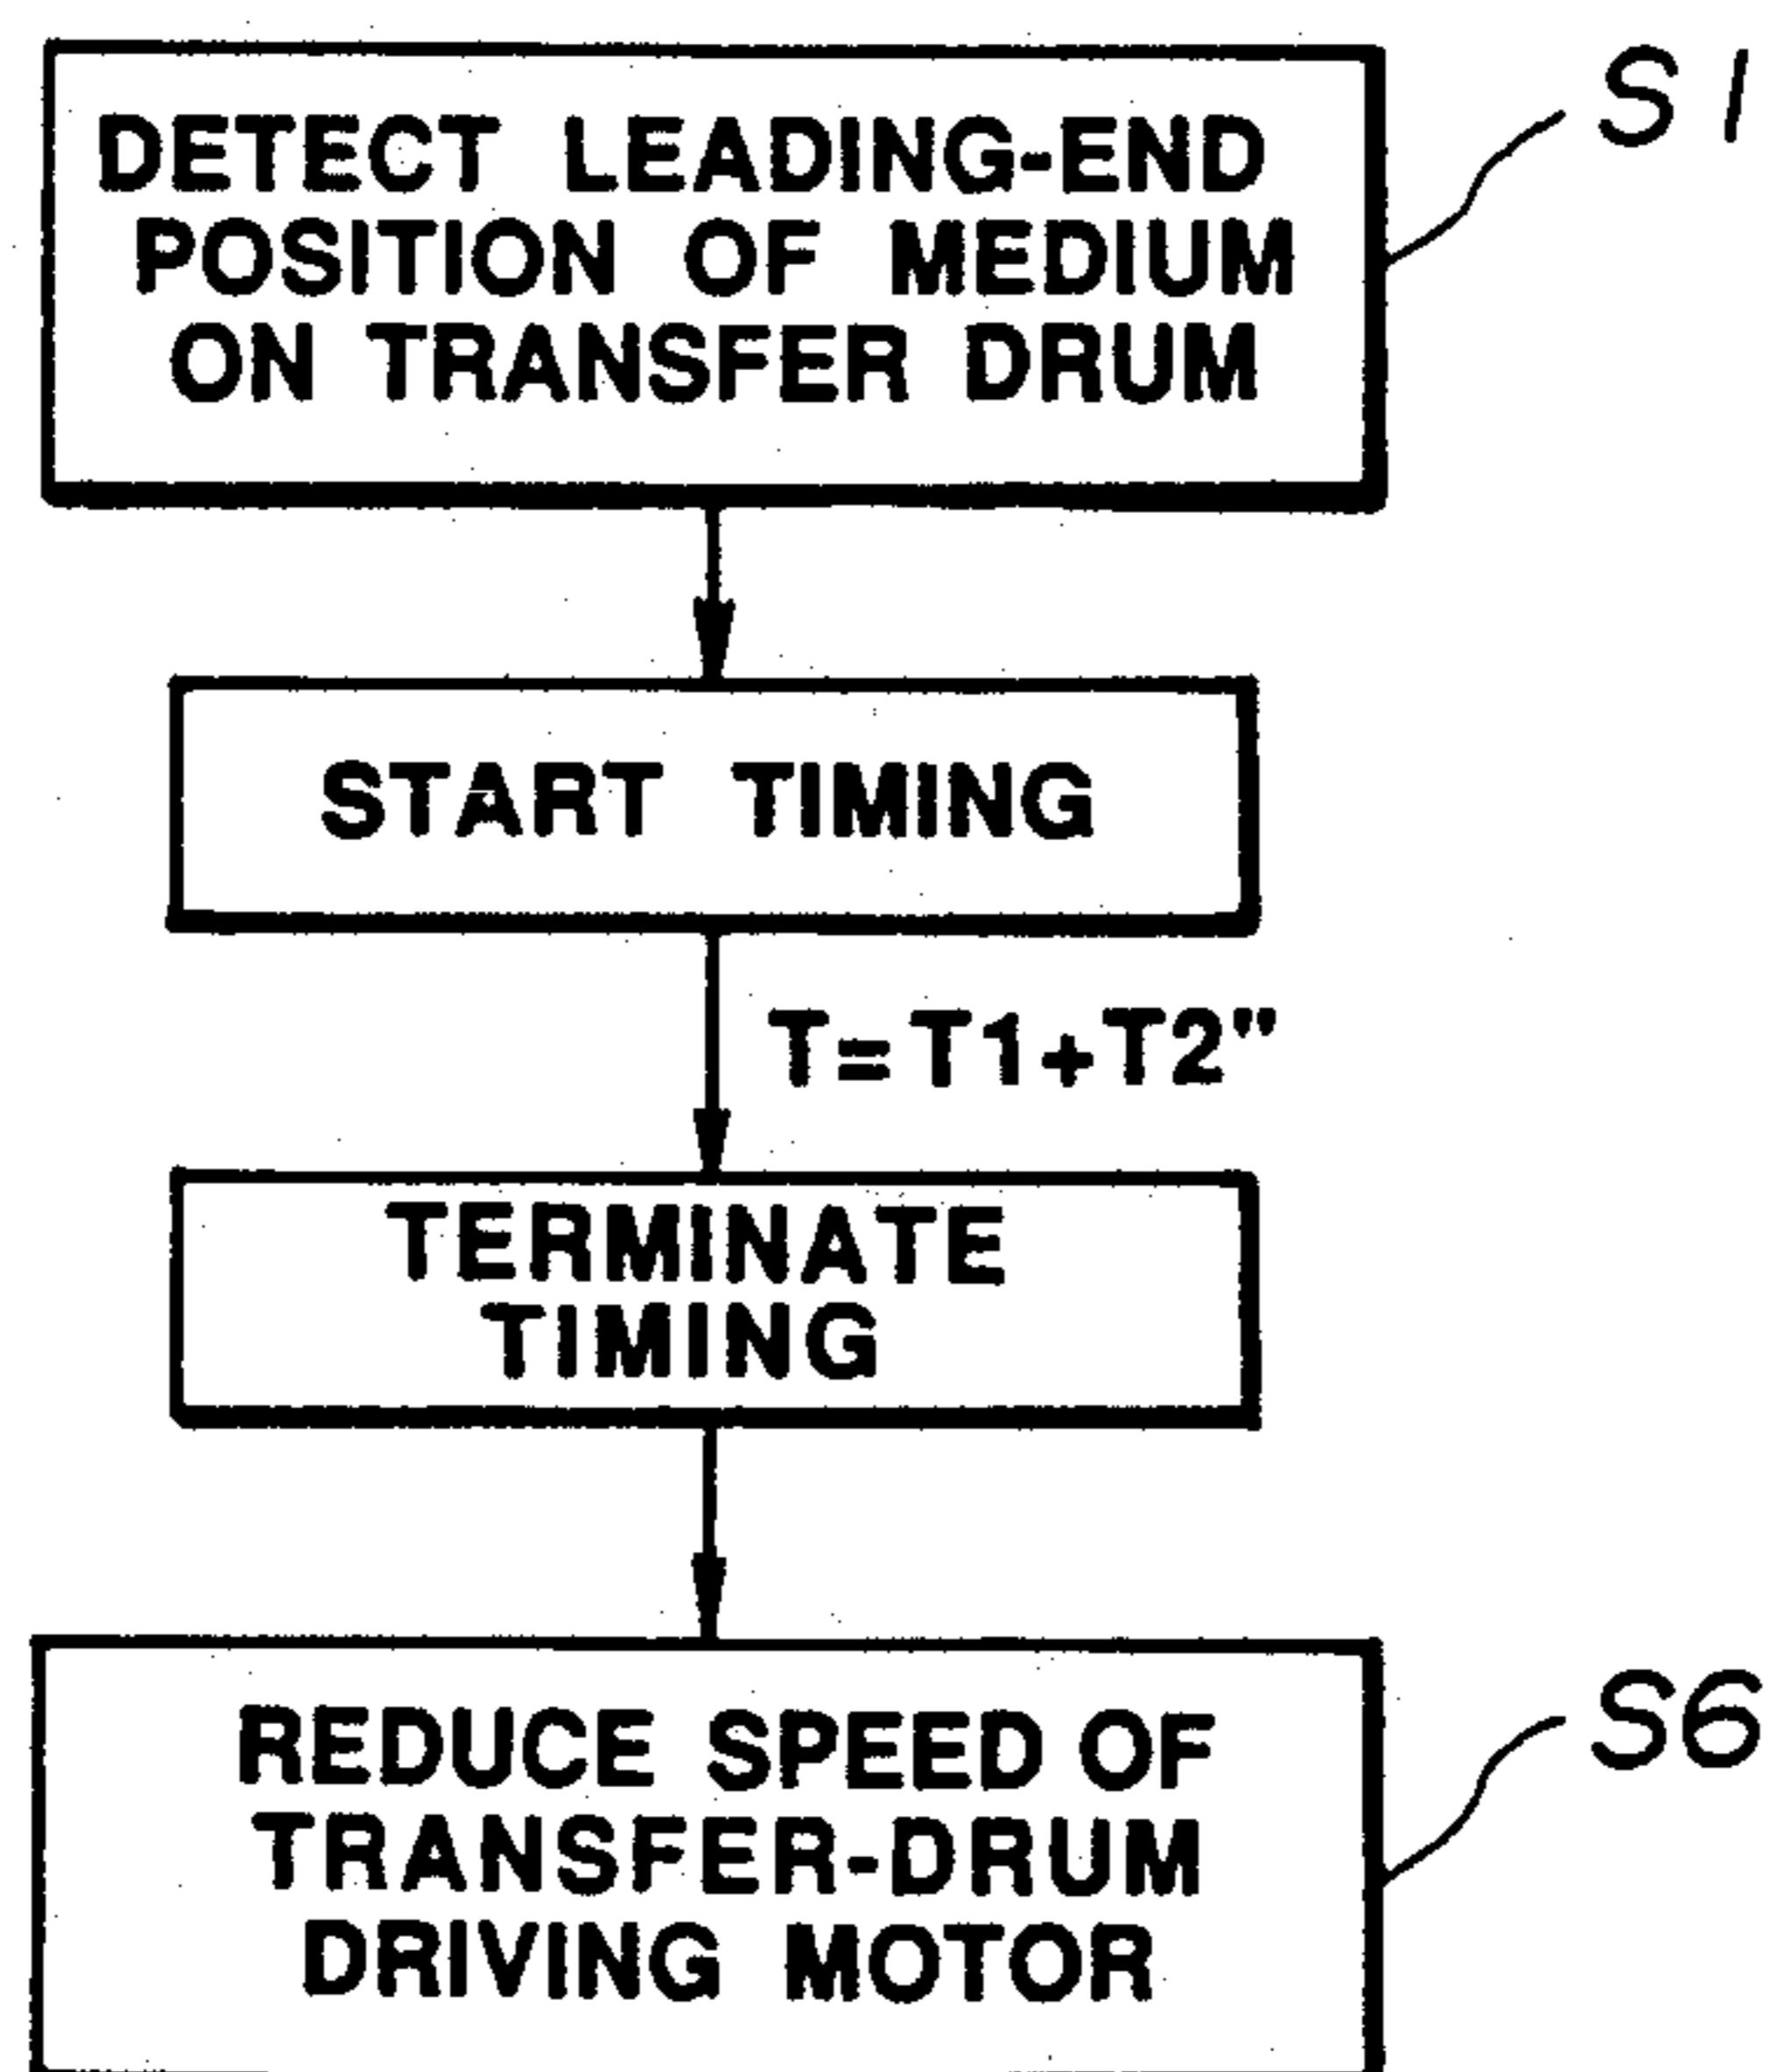 DETECT LEADING-END
POSITION OF MEDIUM
ON TRANSFER DRUM
S1
START TIMING
T=T1+T2"
TERMINATE
TIMING
REDUCE SPEED OF
TRANSFER-DRUM
DRIVING MOTOR
S6